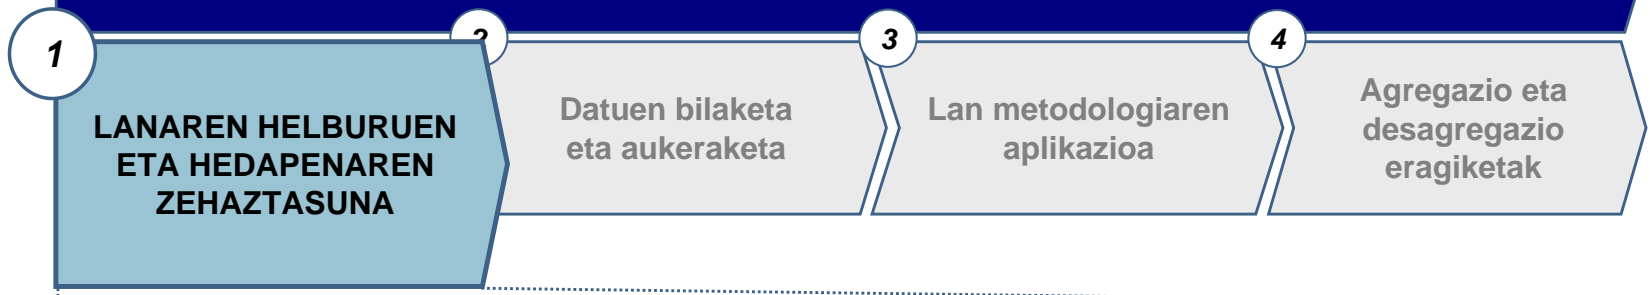 1
LANAREN HELBURUEN
ETA HEDAPENAREN
ZEHAZTASUNA
2
Datuen bilaketa
eta aukeraketa
3
Lan metodologiaren
aplikazioa
4
Agregazio eta
desagregazio
eragiketak